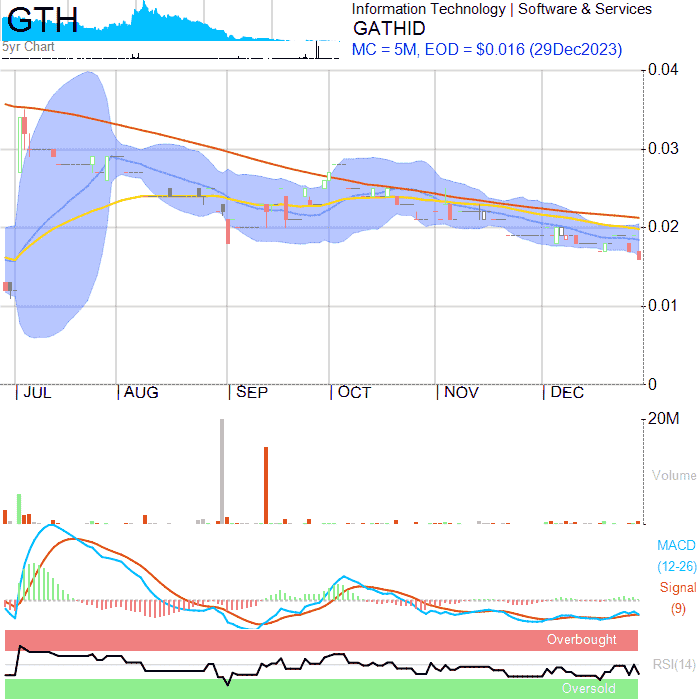 GTH
5yr Chart
Information Technology | Software & Services
GATHID
MC = 5M, EOD = $0.016 (29Dec2023)
0.04
0.03
0.02
0.01
0
JUL AUG SEP OCT NOV DEC
20M
Volume
MACD
(12-26)
Signal
(9)
Overbought
RSI(14)
Oversold